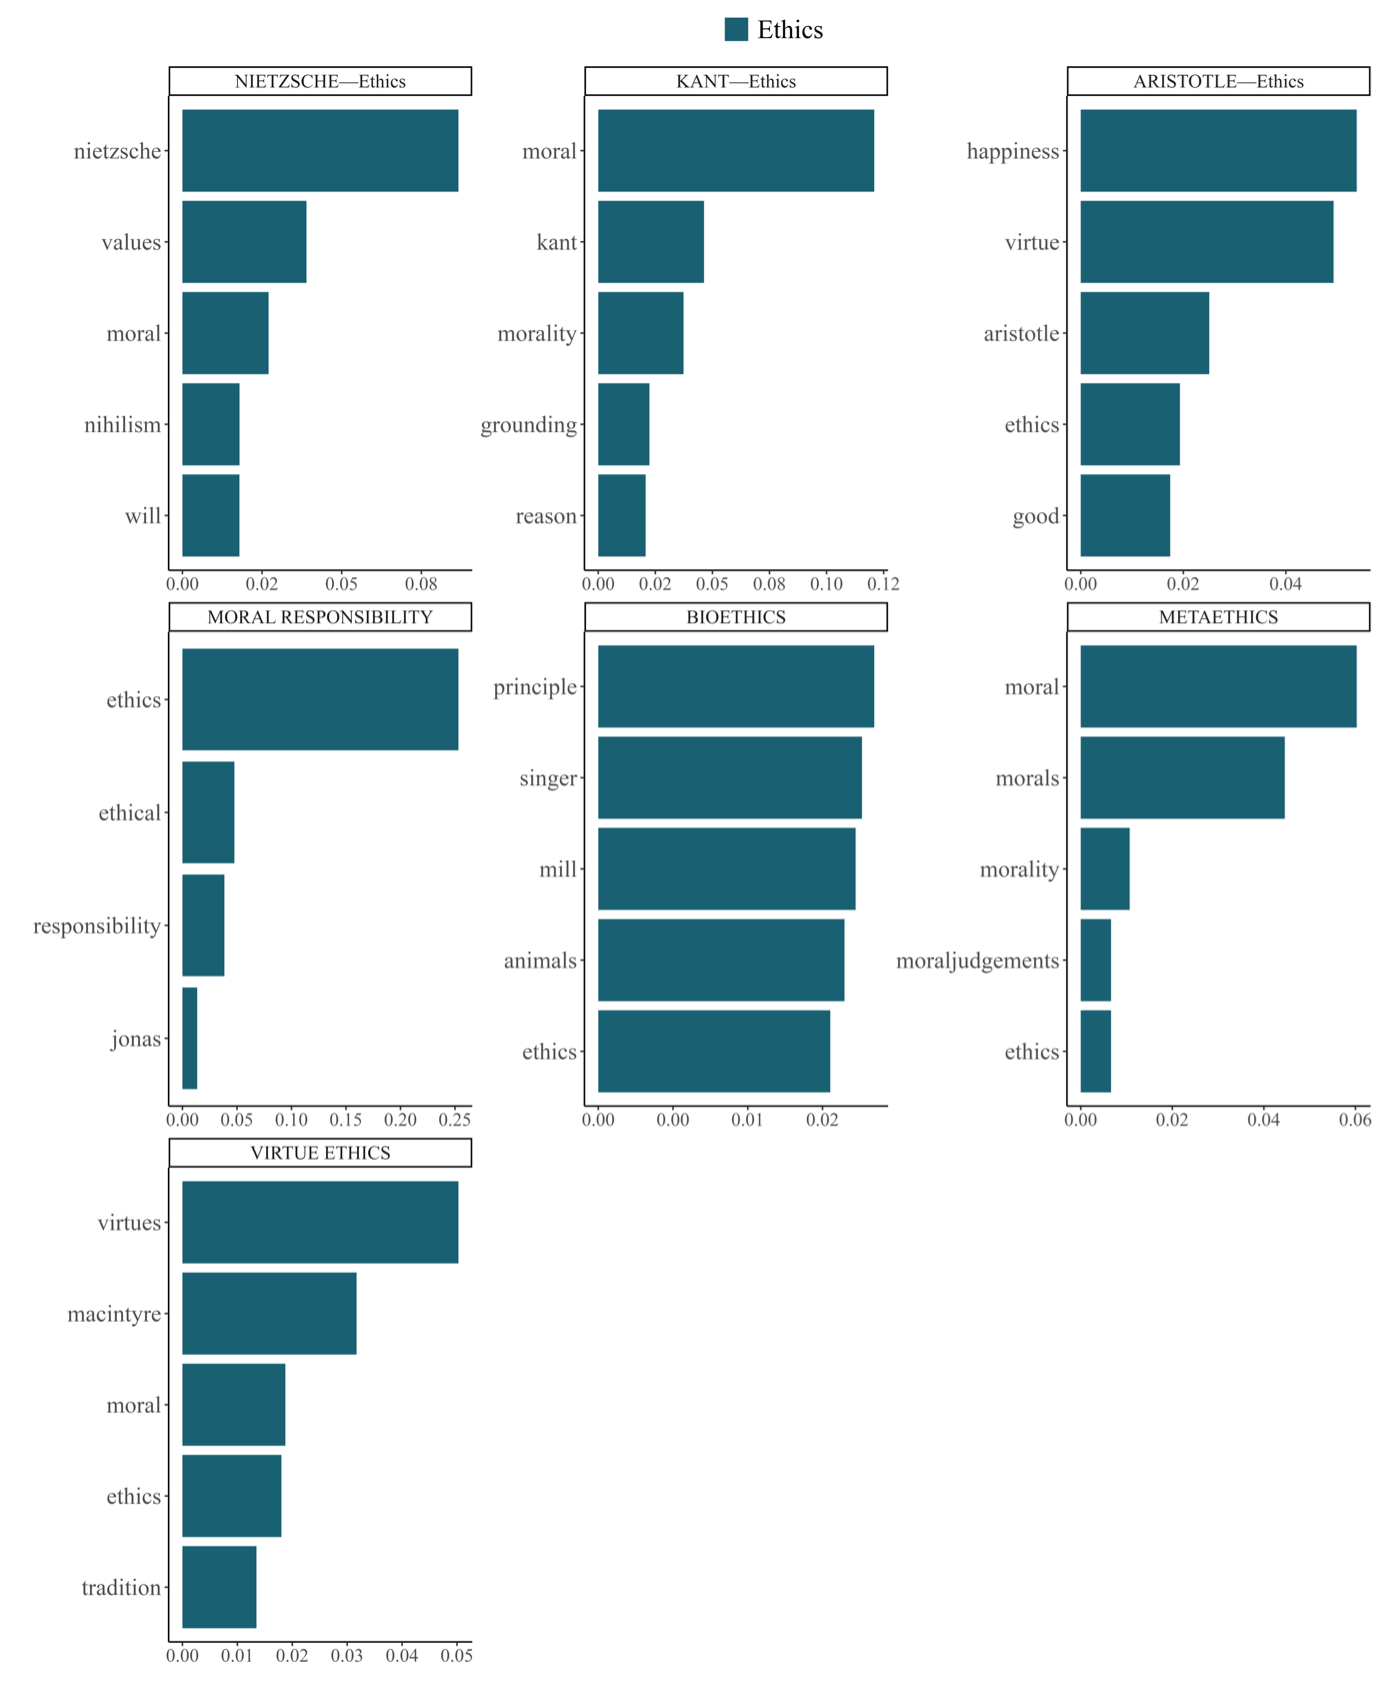 Ethics
NIETZSCHE—Ethics
nietzsche
values
moral
nihilism
will
0.00 0.02 0.05 0.08
KANT—Ethics
moral
kant
morality
grounding
reason
0.00 0.02 0.05 0.08 0.10 0.12
ARISTOTLE—Ethics
happiness
virtue
aristotle
ethics
good
0.00 0.02 0.04
MORAL RESPONSIBILITY
ethics
ethical
responsibility
jonas
0.00 0.05 0.10 0.15 0.20 0.25
BIOETHICS
principle
singer
mill
animals
ethics
0.00 0.00 0.01 0.02
METAETHICS
moral
morals
morality
moraljudgements
ethics
0.00 0.02 0.04 0.06
VIRTUE ETHICS
virtues
macintyre
moral
ethics
tradition
0.00 0.01 0.02 0.03 0.04 0.05